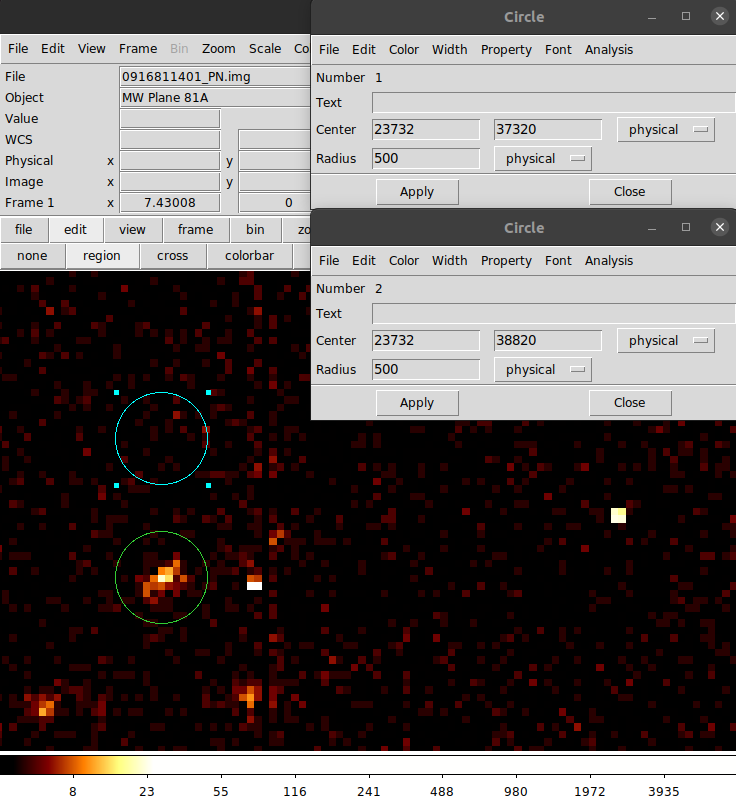 Circle
File Edit View Frame Bin Zoom Scale Co
File 0916811401_PN.img
Object MW Plane 81A
Value
WCS
Physical x y
Image x y
Frame 1 x 7.43008 0
file edit view frame bin zo
none region cross colorbar
File Edit Color Width Property Font Analysis
Number 1
Text
Center 23732 37320 physical
Radius 500 physical
Apply Close
Circle
File Edit Color Width Property Font Analysis
Number 2
Text
Center 23732 38820 physical
Radius 500 physical
Apply Close
8 23 55 116 241 488 980 1972 3935